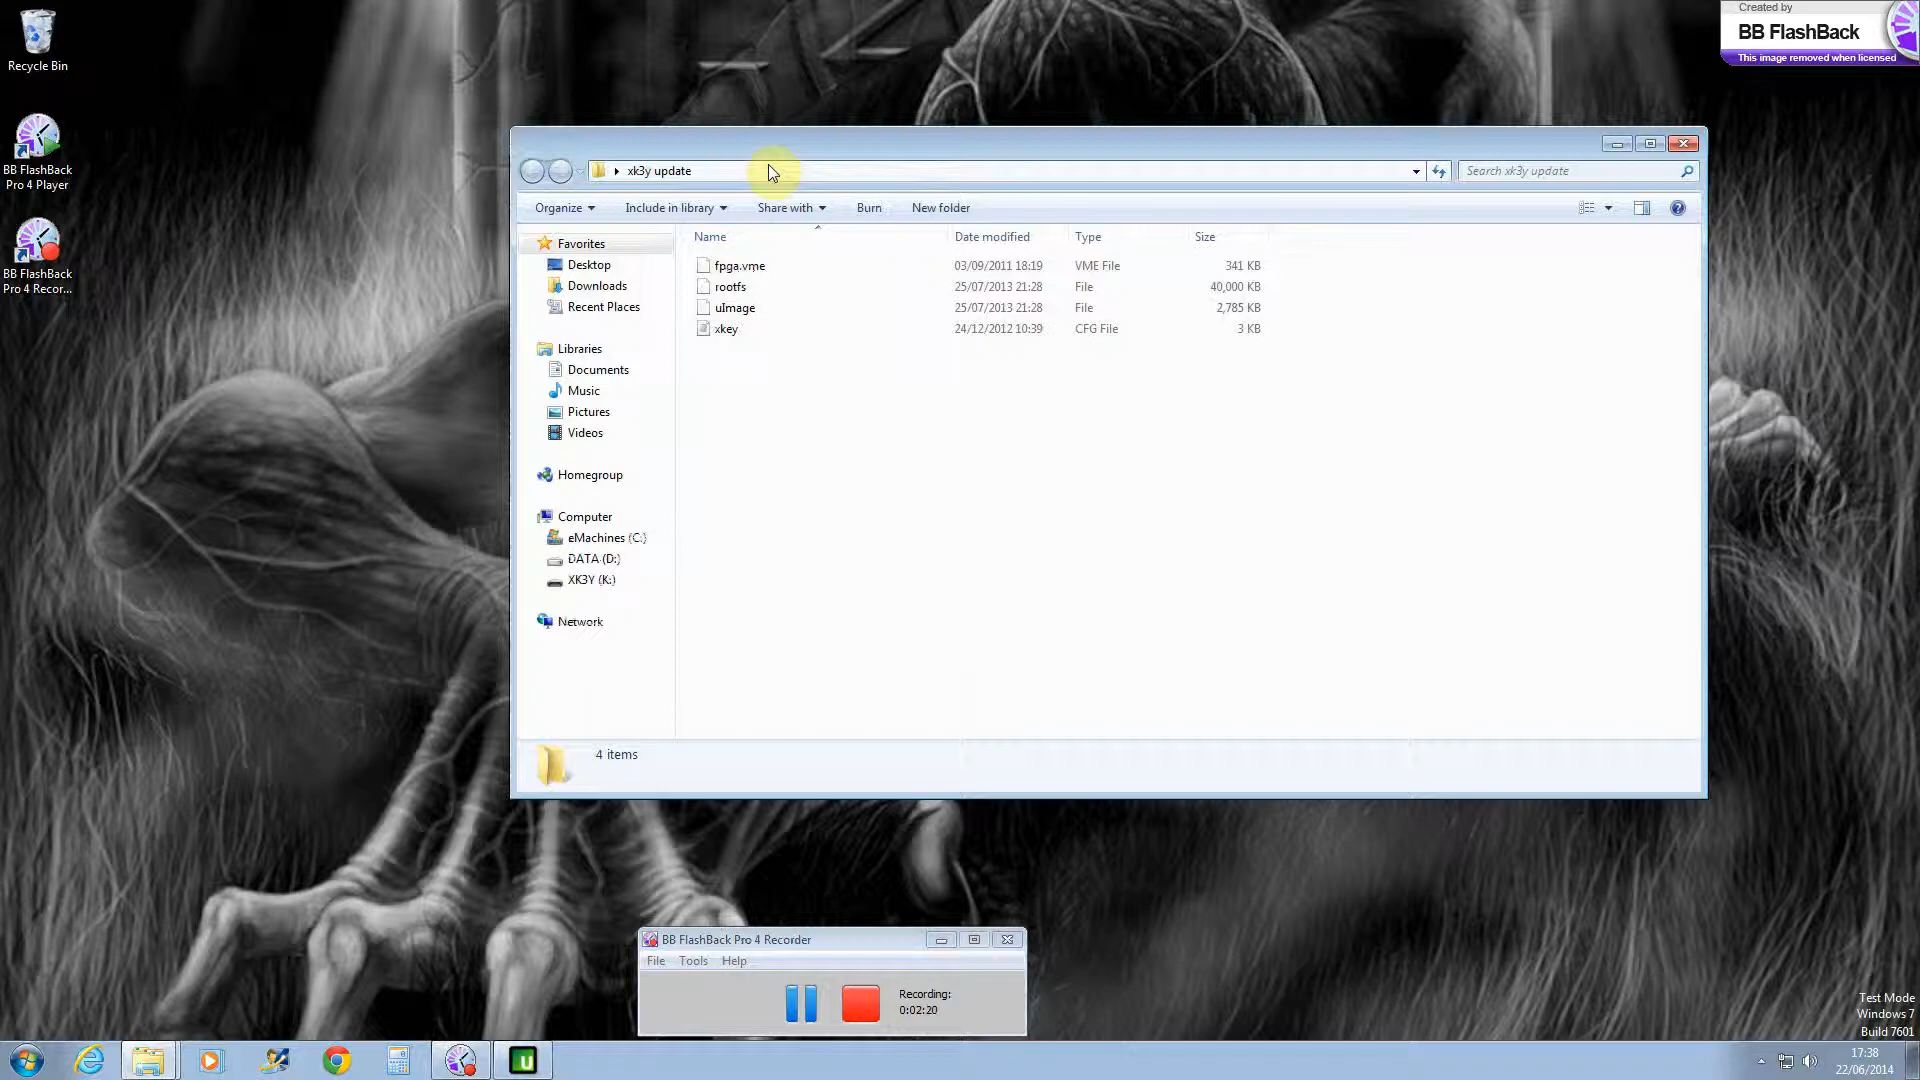 Recycle Bin
BB FlashBack
Pro 4 Player
BB FlashBack
Pro 4 Recor...
Created by
BB FlashBack
This image removed when licensed
xk3y update
Search xk3y update
Organize
Include in library
Share with
Burn
New folder
Name
Date modified
Type
Size
fpga.vme 03/09/2011 18:19 VME File 341 KB
rootfs 25/07/2013 21:28 File 40,000 KB
uImage 25/07/2013 21:28 File 2,785 KB
xkey 24/12/2012 10:39 CFG File 3 KB
Favorites
Desktop
Downloads
Recent Places
Libraries
Documents
Music
Pictures
Videos
Homegroup
Computer
eMachines (C:)
DATA (D:)
XK3Y (K:)
Network
4 items
BB FlashBack Pro 4 Recorder
File Tools Help
Recording:
0:02:20
Test Mode
Windows 7
Build 7601
17:38
22/06/2014